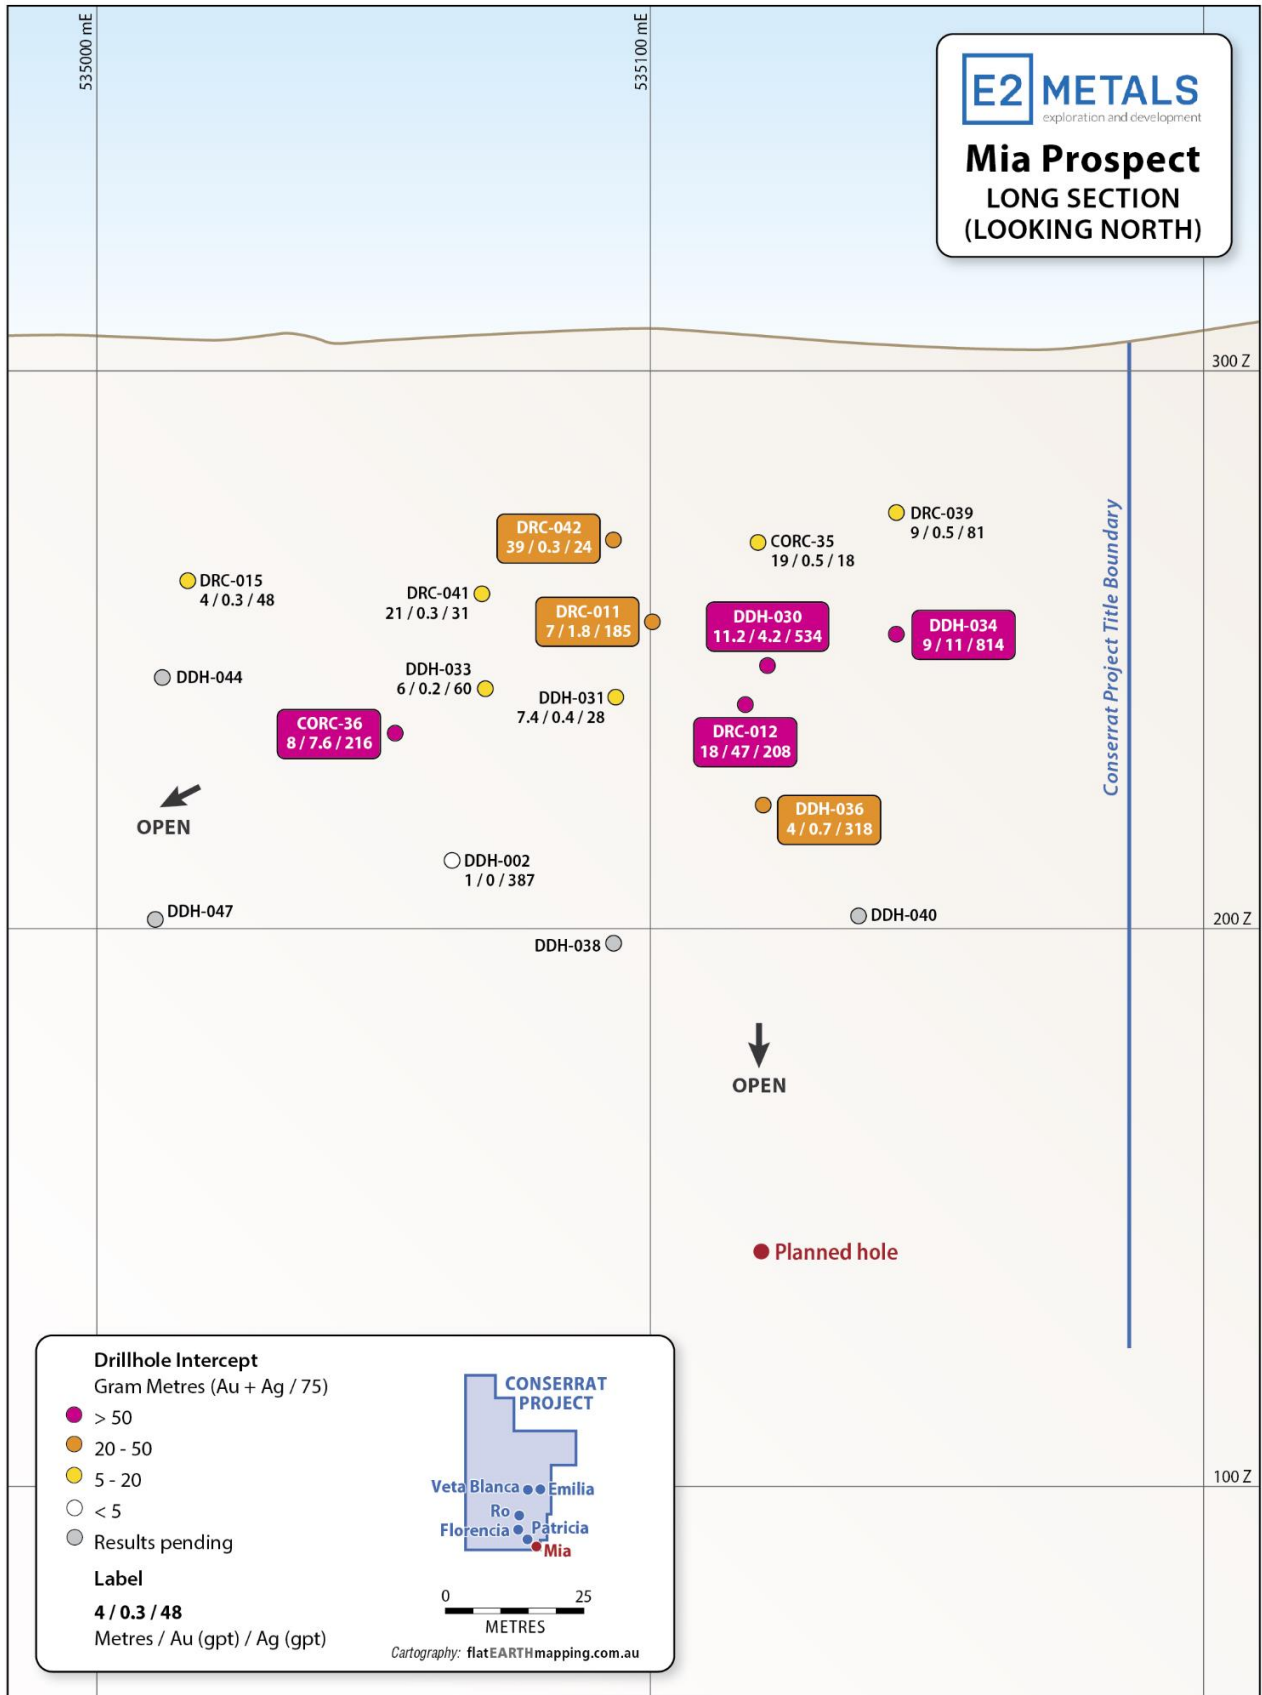 535000 mE
535100 mE
E2 METALS
exploration and development
Mia Prospect
LONG SECTION
(LOOKING NORTH)
300 Z
DRC-039
9 / 0.5 / 81
DRC-042
39 / 0.3 / 24
CORC-35
19 / 0.5 / 18
DRC-015
4 / 0.3 / 48
DRC-041
21 / 0.3 / 31
DRC-011
7 / 1.8 / 185
DDH-030
11.2 / 4.2 / 534
DDH-034
9 / 11 / 814
Conserrat Project Title Boundary
DDH-044
DDH-033
6 / 0.2 / 60
DDH-031
7.4 / 0.4 / 28
CORC-36
8 / 7.6 / 216
DRC-012
18 / 47 / 208
DDH-036
4 / 0.7 / 318
OPEN
DDH-002
1 / 0 / 387
DDH-047
DDH-040
200 Z
DDH-038
OPEN
Planned hole
Drillhole Intercept
Gram Metres (Au + Ag / 75)
> 50
20 - 50
5 - 20
< 5
Results pending
Label
4 / 0.3 / 48
Metres / Au (gpt) / Ag (gpt)
CONSERRAT
PROJECT
Veta Blanca
Emilia
Ro
Florencia
Patricia
Mia
0 25
METRES
Cartography: flatEARTHmapping.com.au
100 Z